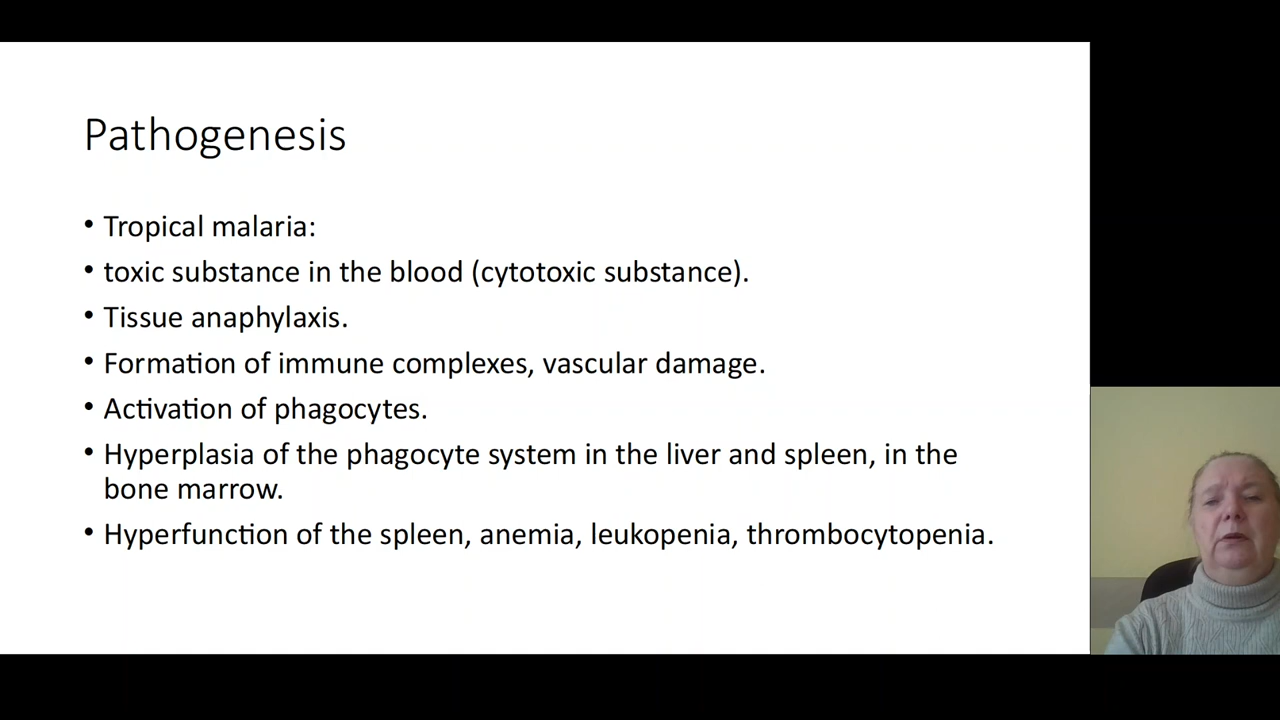 Pathogenesis
• Tropical malaria:
• toxic substance in the blood (cytotoxic substance).
• Tissue anaphylaxis.
• Formation of immune complexes, vascular damage.
• Activation of phagocytes.
• Hyperplasia of the phagocyte system in the liver and spleen, in the
bone marrow.
• Hyperfunction of the spleen, anemia, leukopenia, thrombocytopenia.